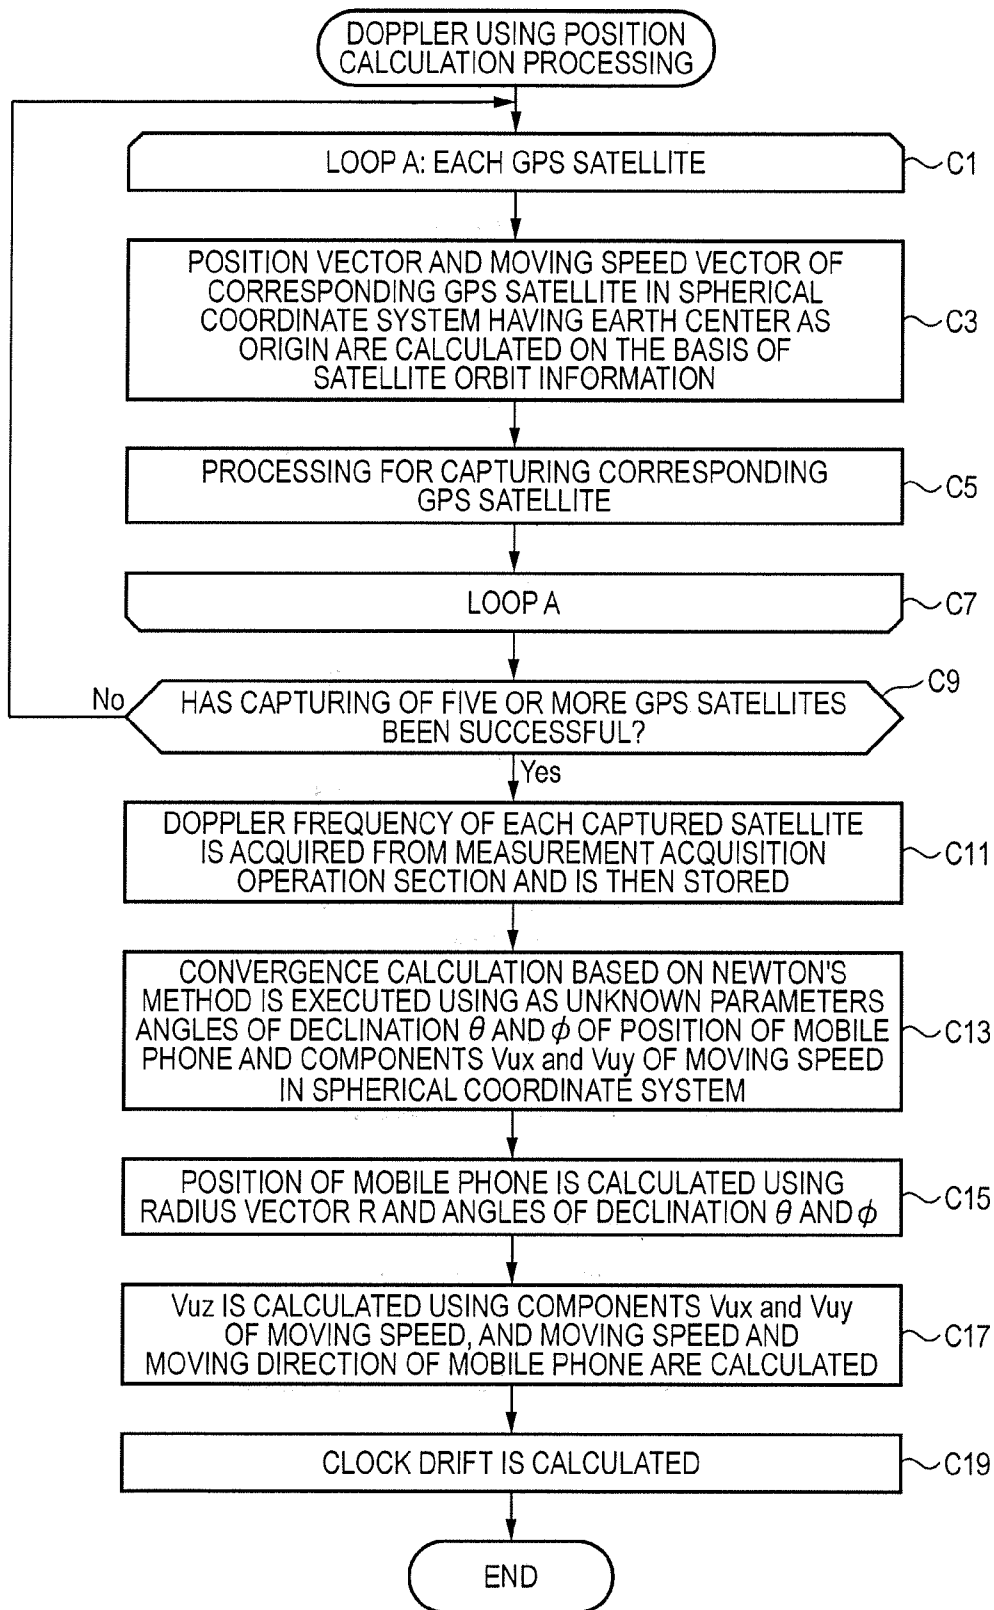 DOPPLER USING POSITION
CALCULATION PROCESSING
LOOP A: EACH GPS SATELLITE
C1
POSITION VECTOR AND MOVING SPEED VECTOR OF
CORRESPONDING GPS SATELLITE IN SPHERICAL
COORDINATE SYSTEM HAVING EARTH CENTER AS
ORIGIN ARE CALCULATED ON THE BASIS OF
SATELLITE ORBIT INFORMATION
C3
PROCESSING FOR CAPTURING CORRESPONDING
GPS SATELLITE
C5
LOOP A
C7
No
HAS CAPTURING OF FIVE OR MORE GPS SATELLITES
BEEN SUCCESSFUL?
C9
Yes
DOPPLER FREQUENCY OF EACH CAPTURED SATELLITE
IS ACQUIRED FROM MEASUREMENT ACQUISITION
OPERATION SECTION AND IS THEN STORED
C11
CONVERGENCE CALCULATION BASED ON NEWTON'S
METHOD IS EXECUTED USING AS UNKNOWN PARAMETERS
ANGLES OF DECLINATION θ AND ϕ OF POSITION OF MOBILE
PHONE AND COMPONENTS Vux and Vuy OF MOVING SPEED
IN SPHERICAL COORDINATE SYSTEM
C13
POSITION OF MOBILE PHONE IS CALCULATED USING
RADIUS VECTOR R AND ANGLES OF DECLINATION θ AND ϕ
C15
Vuz IS CALCULATED USING COMPONENTS Vux and Vuy
OF MOVING SPEED, AND MOVING SPEED AND
MOVING DIRECTION OF MOBILE PHONE ARE CALCULATED
C17
CLOCK DRIFT IS CALCULATED
C19
END